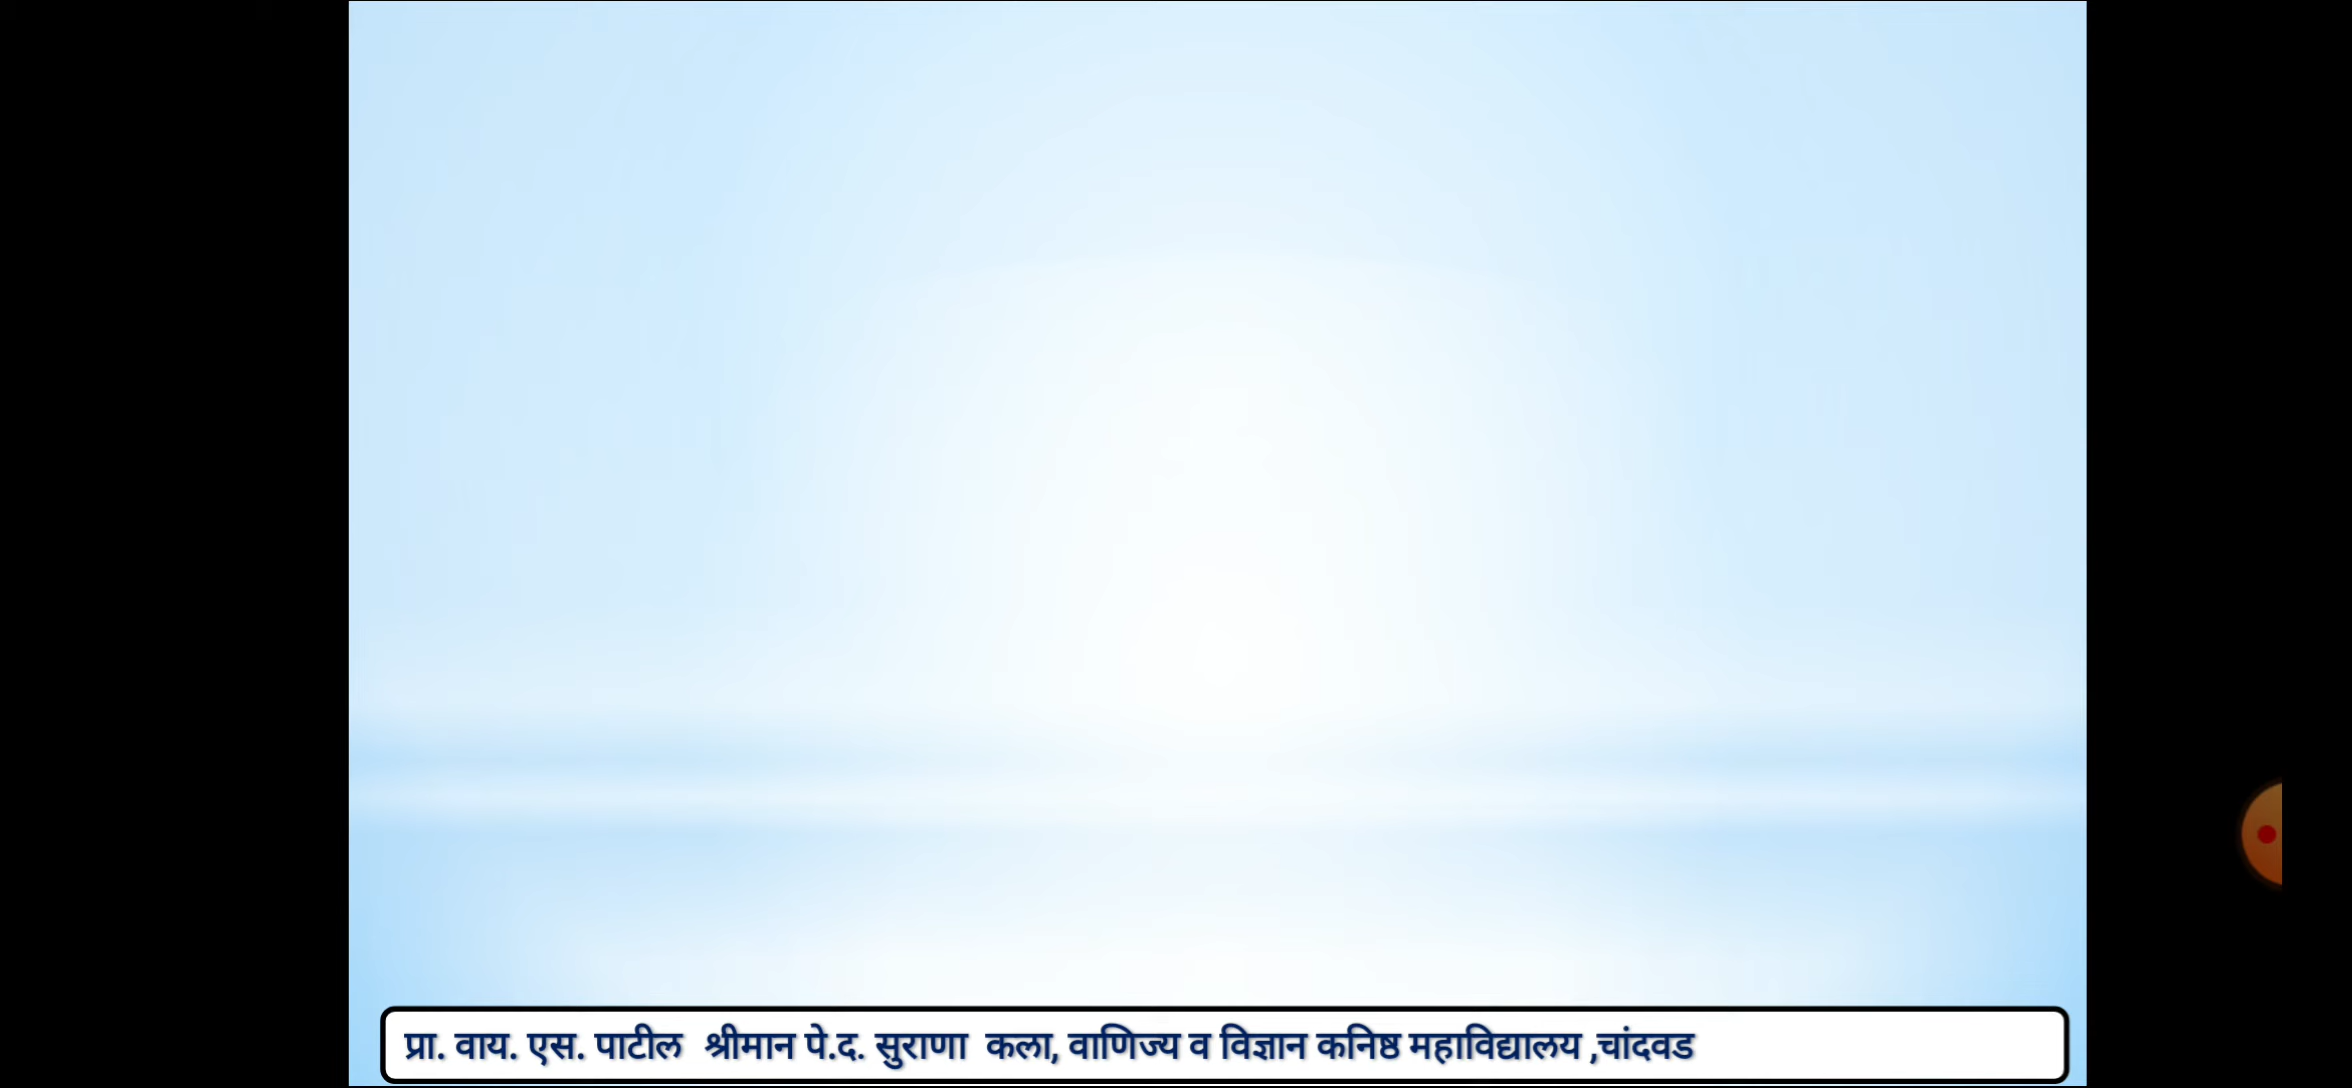 प्रा. वाय. एस. पाटील श्रीमान पे.द. सुराणा कला, वाणिज्य व विज्ञान कनिष्ठ महाविद्यालय ,चांदवड